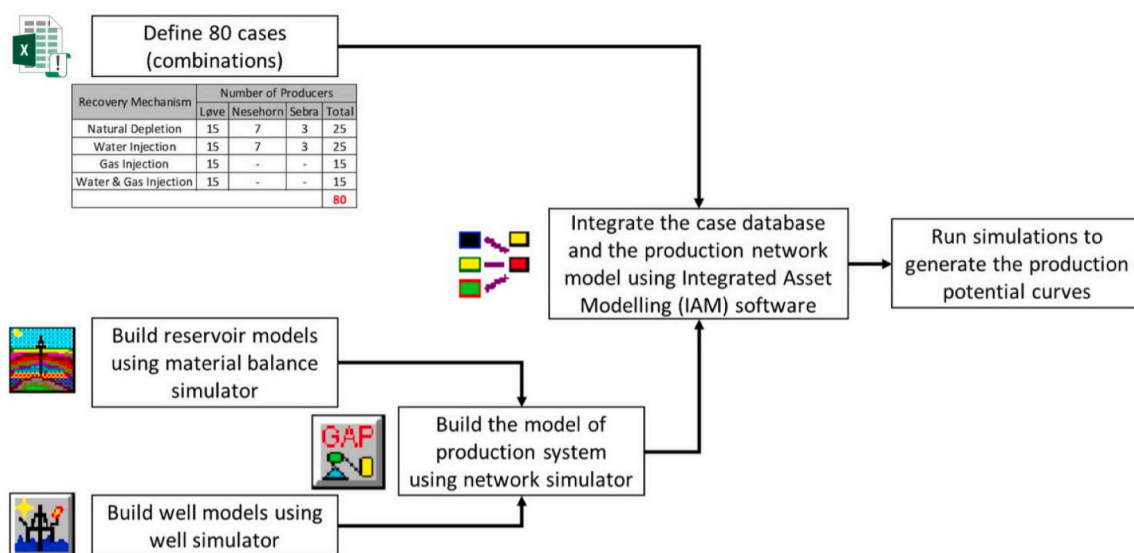 Define 80 cases
(combinations)
X
!
Recovery Mechanism
Number of Producers
Løve Nesehorn Sebra Total
Natural Depletion 15 7 3 25
Water Injection 15 7 3 25
Gas Injection 15 - - 15
Water & Gas Injection 15 - - 15
80
Integrate the case database
and the production network
model using Integrated Asset
Modelling (IAM) software
Run simulations to
generate the production
potential curves
Build reservoir models
using material balance
simulator
GAP
Build the model of
production system
using network simulator
Build well models using
well simulator